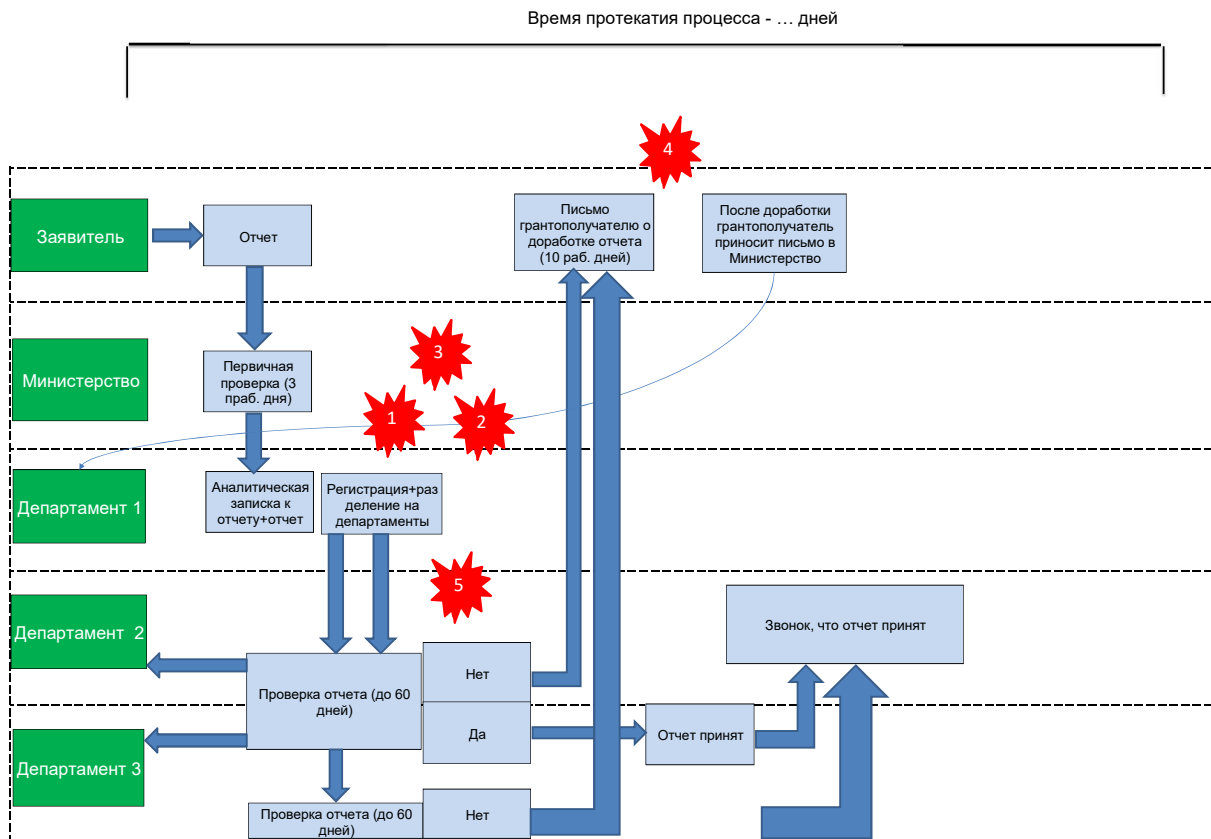 Время протекатия процесса - … дней
4
Заявитель
Отчет
Письмо
грантополучателю о
доработке отчета
(10 раб. дней)
После доработки
грантополучатель
приносит письмо в
Министерство
Министерство
Первичная
проверка (3
праб. дня)
3
1
2
Департамент 1
Аналитическая
записка к
отчету+отчет
Регистрация+раз
деление на
департаменты
5
Департамент 2
Звонок, что отчет принят
Проверка отчета (до 60
дней)
Нет
Да
Отчет принят
Департамент 3
Проверка отчета (до 60
дней)
Нет